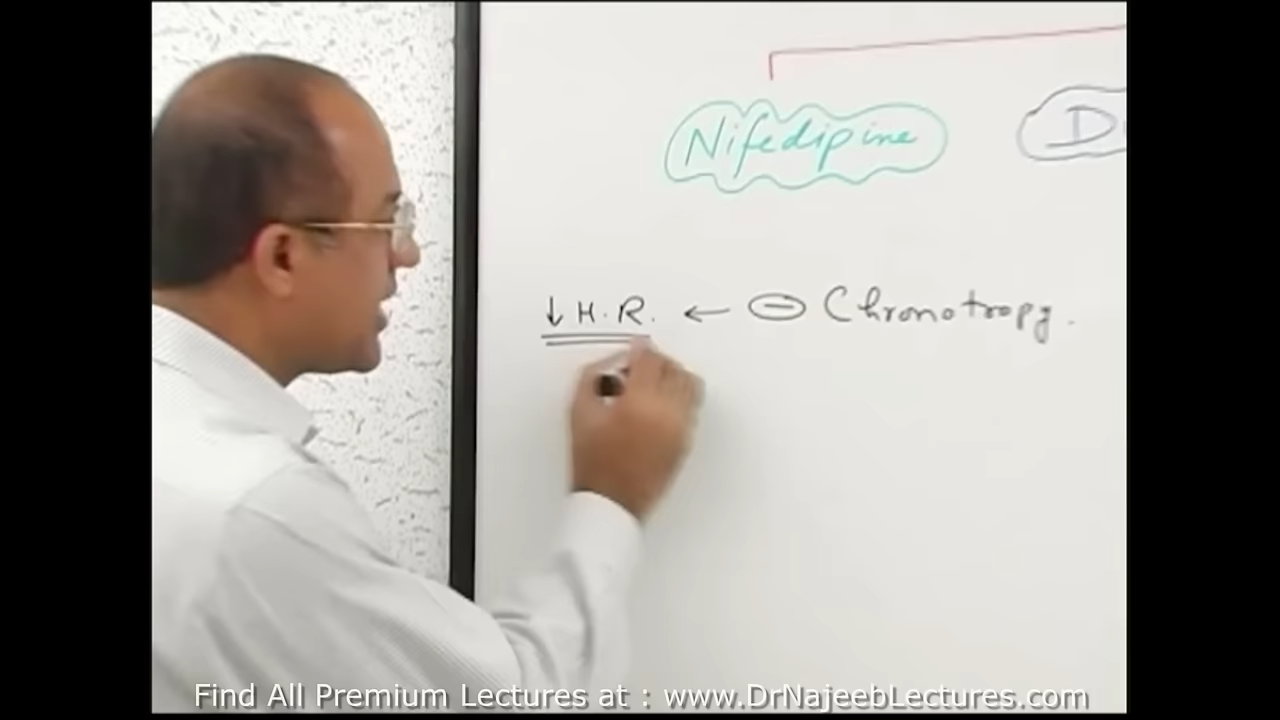 Nifedipine
↓ H.R. ← ⊖ Chronotropy.
Find All Premium Lectures at : www.DrNajeebLectures.com